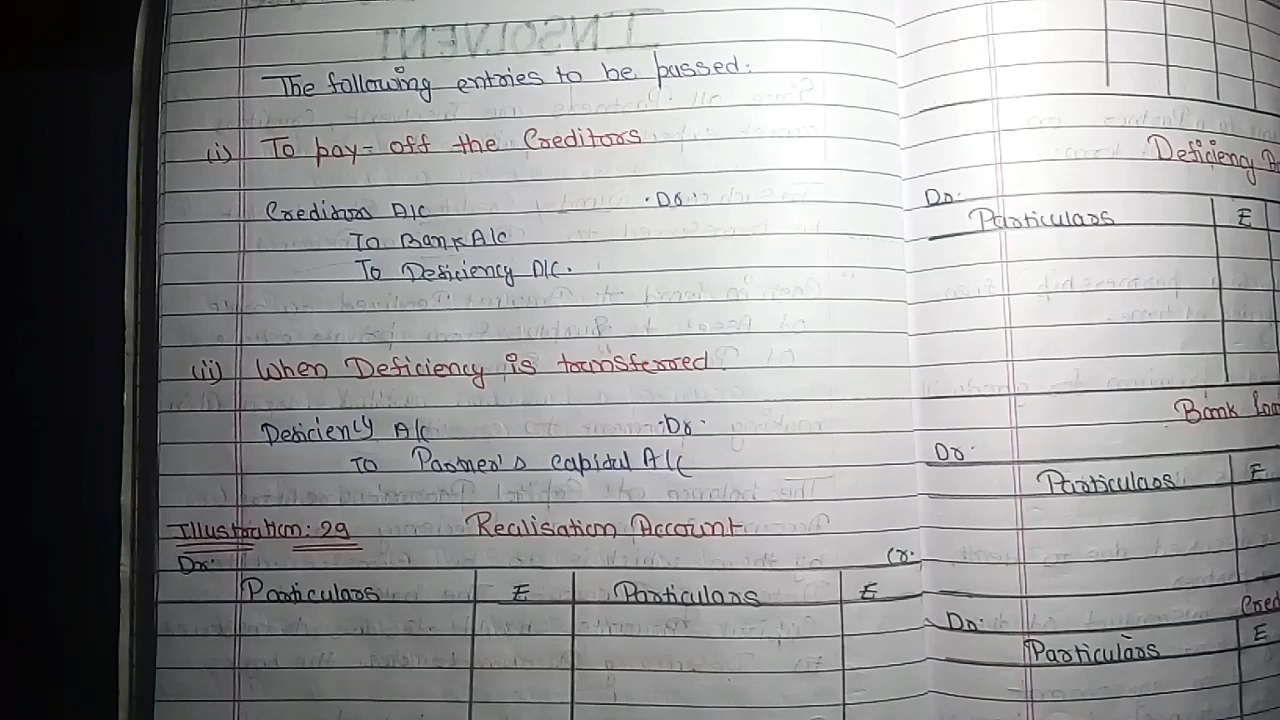 The following entries to be passed:
(i) To pay-off the Creditors
Creditors A/c Dr.
To Bank A/c
To Deficiency A/c.
(ii) When Deficiency is transferred
Deficiency A/c Dr.
To Partner's Capital A/c
Illustration: 29 Realisation Account
Dr. Cr.
Particulars ₤ Particulars ₤
Deficiency
Dr.
Particulars ₤
Bank
Dr.
Particulars ₤
Dr.
Particulars ₤